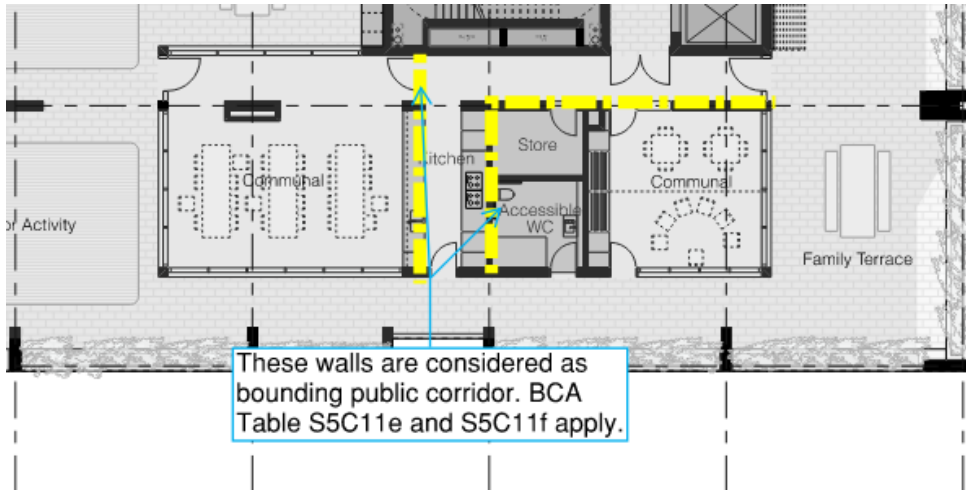 Store
Kitchen
Communal
Communal
Accessible
WC
or Activity
Family Terrace
These walls are considered as
bounding public corridor. BCA
Table S5C11e and S5C11f apply.